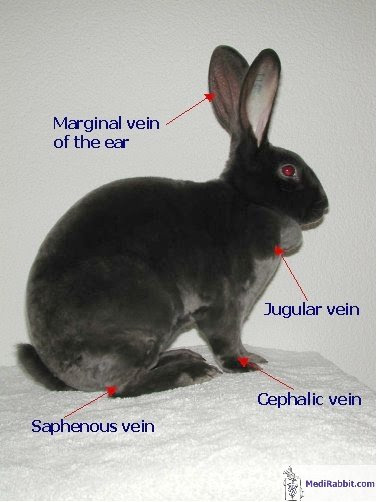 Marginal vein
of the ear
Jugular vein
Cephalic vein
Saphenous vein
MediRabbit.com